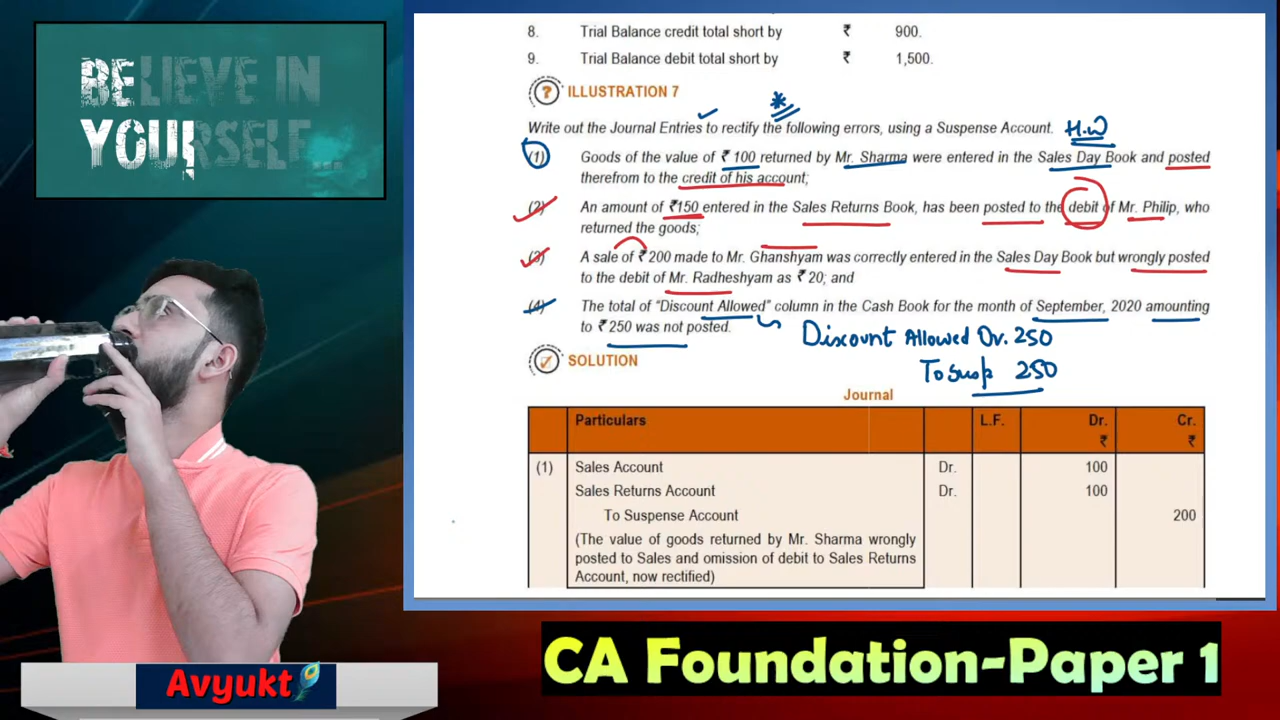 BELIEVE IN
YOURSELF
8. Trial Balance credit total short by ₹ 900.
9. Trial Balance debit total short by ₹ 1,500.
? ILLUSTRATION 7
Write out the Journal Entries to rectify the following errors, using a Suspense Account. H.W
(1) Goods of the value of ₹ 100 returned by Mr. Sharma were entered in the Sales Day Book and posted
therefrom to the credit of his account;
(2) An amount of ₹150 entered in the Sales Returns Book, has been posted to the debit of Mr. Philip, who
returned the goods;
(3) A sale of ₹200 made to Mr. Ghanshyam was correctly entered in the Sales Day Book but wrongly posted
to the debit of Mr. Radheshyam as ₹ 20; and
(4) The total of “Discount Allowed” column in the Cash Book for the month of September, 2020 amounting
to ₹ 250 was not posted.
Discount Allowed Dr. 250
To Susp 250
SOLUTION
Journal
Particulars L.F. Dr. Cr.
₹ ₹
(1) Sales Account Dr. 100
Sales Returns Account Dr. 100
To Suspense Account 200
(The value of goods returned by Mr. Sharma wrongly
posted to Sales and omission of debit to Sales Returns
Account, now rectified)
CA Foundation-Paper 1
Avyukt